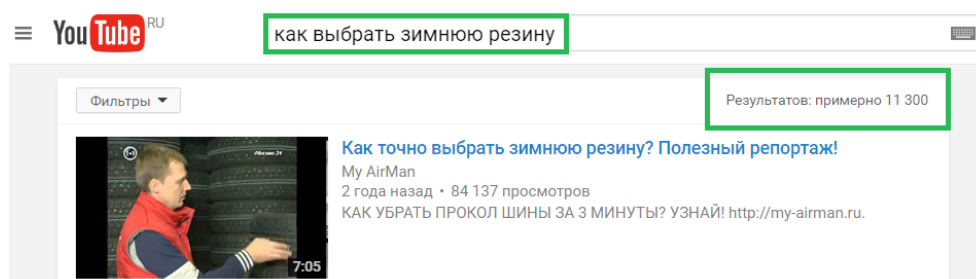 YouTube RU
как выбрать зимнюю резину
Фильтры
Результатов: примерно 11 300
Как точно выбрать зимнюю резину? Полезный репортаж!
My AirMan
2 года назад • 84 137 просмотров
КАК УБРАТЬ ПРОКОЛ ШИНЫ ЗА 3 МИНУТЫ? УЗНАЙ! http://my-airman.ru.
Москва 24
7:05